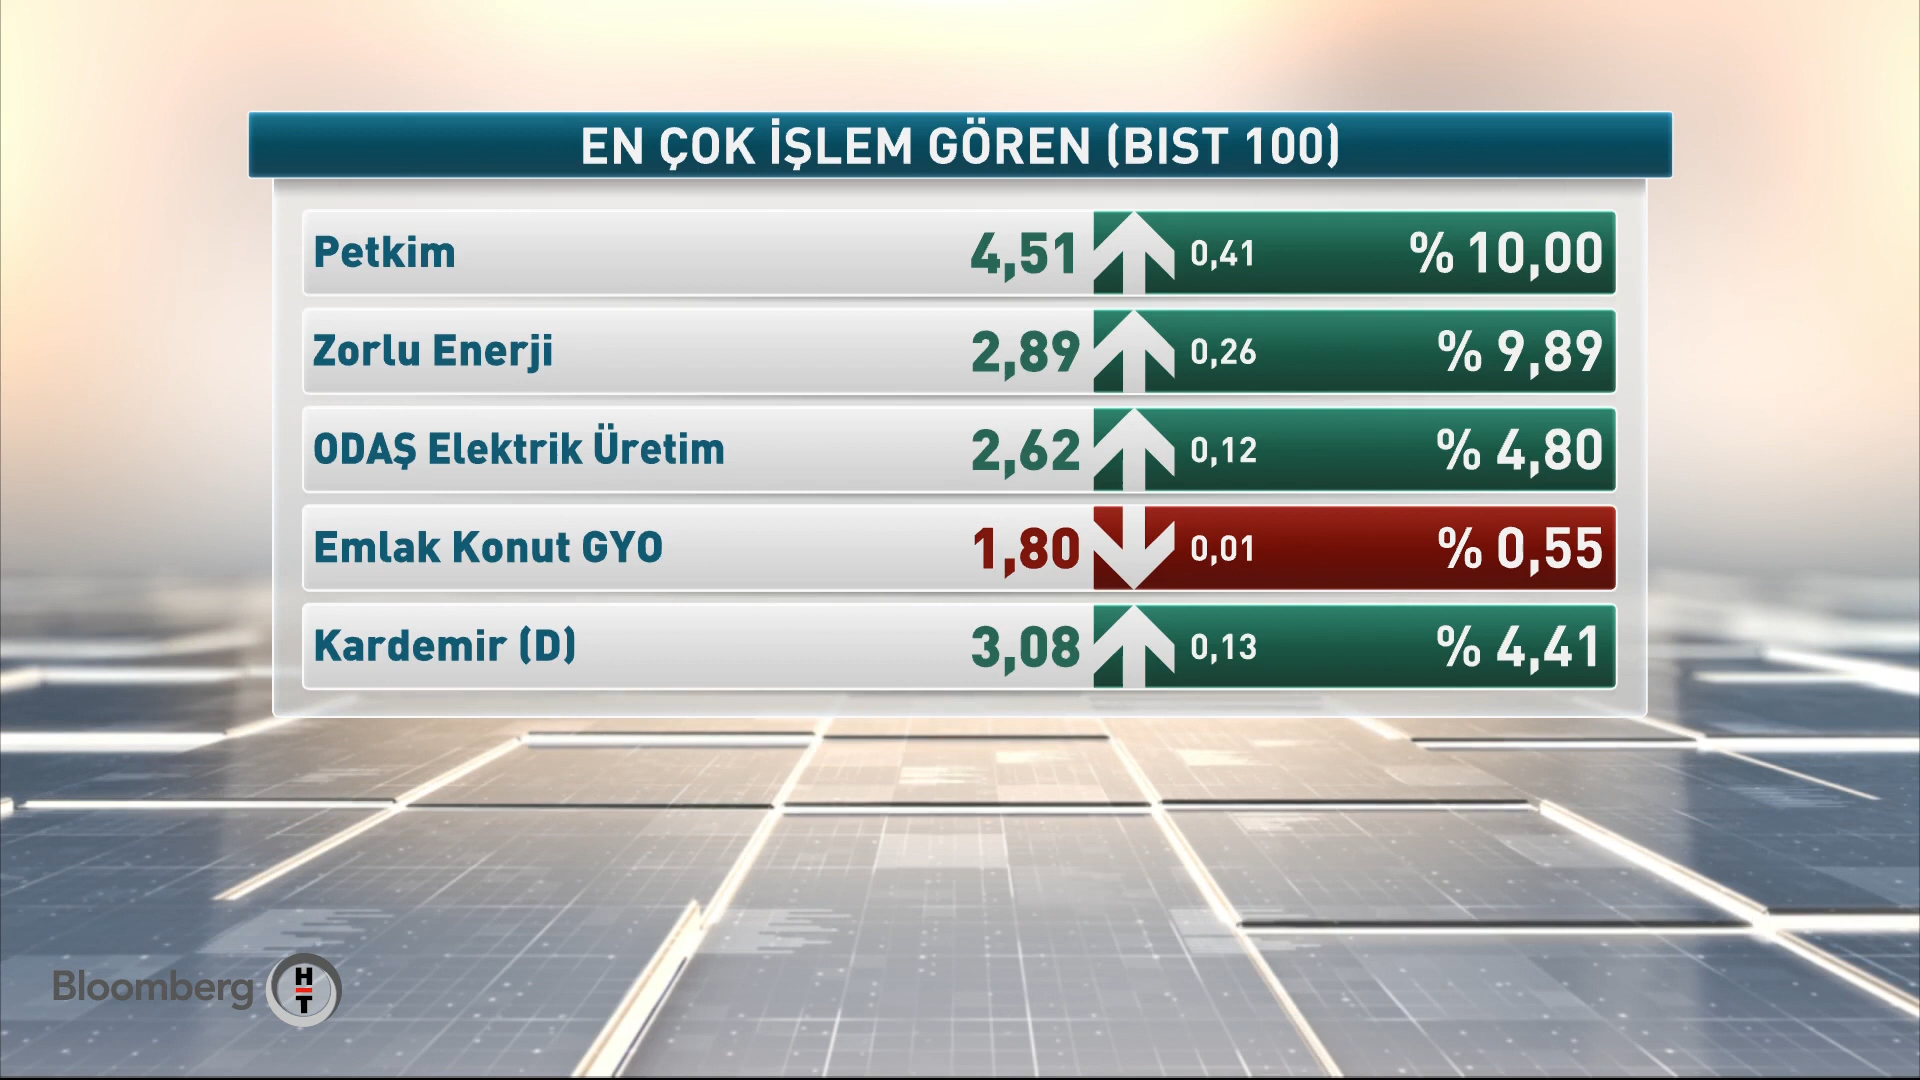 EN ÇOK İŞLEM GÖREN (BIST 100)
Petkim 4,51 0,41 % 10,00
Zorlu Enerji 2,89 0,26 % 9,89
ODAŞ Elektrik Üretim 2,62 0,12 % 4,80
Emlak Konut GYO 1,80 0,01 % 0,55
Kardemir (D) 3,08 0,13 % 4,41
Bloomberg HT